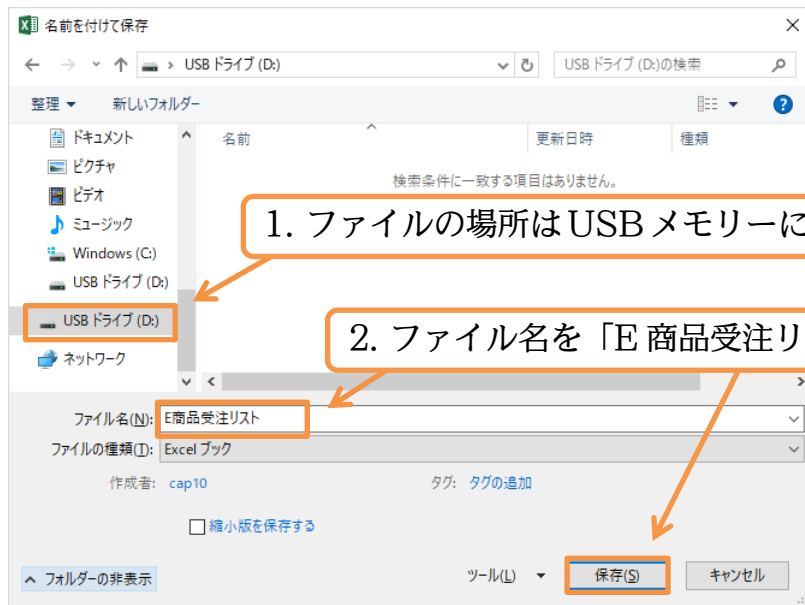 名前を付けて保存
USB ドライブ (D:)
USB ドライブ (D:)の検索
整理
新しいフォルダー
ドキュメント
名前
更新日時
種類
ピクチャ
検索条件に一致する項目はありません。
ビデオ
ミュージック
1. ファイルの場所はUSBメモリーに
Windows (C:)
USB ドライブ (D:)
USB ドライブ (D:)
2. ファイル名を「E 商品受注リ
ネットワーク
ファイル名(N): E商品受注リスト
ファイルの種類(T): Excel ブック
作成者: cap10
タグ: タグの追加
縮小版を保存する
フォルダーの非表示
ツール(L)
保存(S)
キャンセル